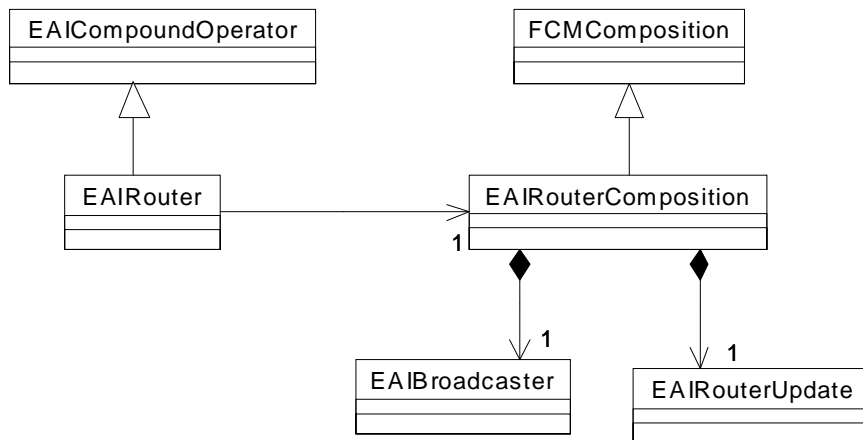 EAICompoundOperator
FCMComposition
EAIRouter
EAIRouterComposition
1
1
1
EAIBroadcaster
EAIRouterUpdate